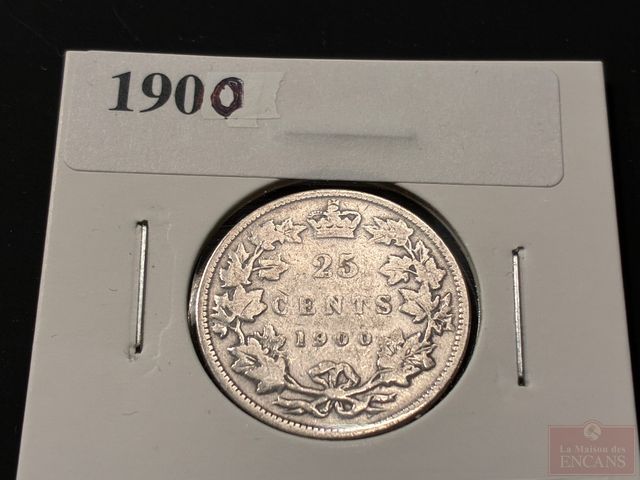 1900
25
CENTS
1900
La Maison des
ENCANS